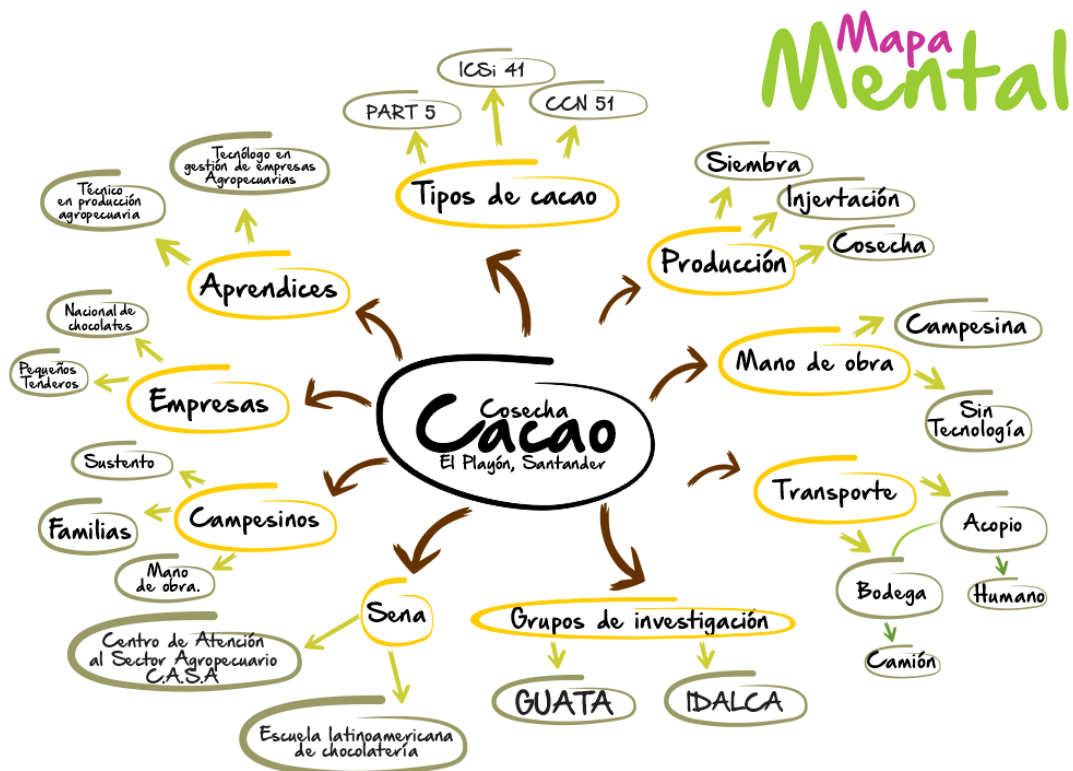 Mapa
Mental
ICSi 41
PART 5
CCN 51
Tipos de cacao
Siembra
Injertación
Cosecha
Producción
Tecnólogo en
gestión de empresas
Agropecuarias
Técnico
en producción
agropecuaria
Aprendices
Nacional de
chocolates
Pequeños
Tenderos
Empresas
Campesina
Mano de obra
Sin
Tecnología
Cosecha
Cacao
El Playón, Santander
Sustento
Familias
Campesinos
Mano
de obra.
Transporte
Acopio
Bodega
Humano
Camión
Sena
Centro de Atención
al Sector Agropecuario
C.A.S.A
Escuela latinoamericana
de chocolatería
Grupos de investigación
GUATA
IDALCA